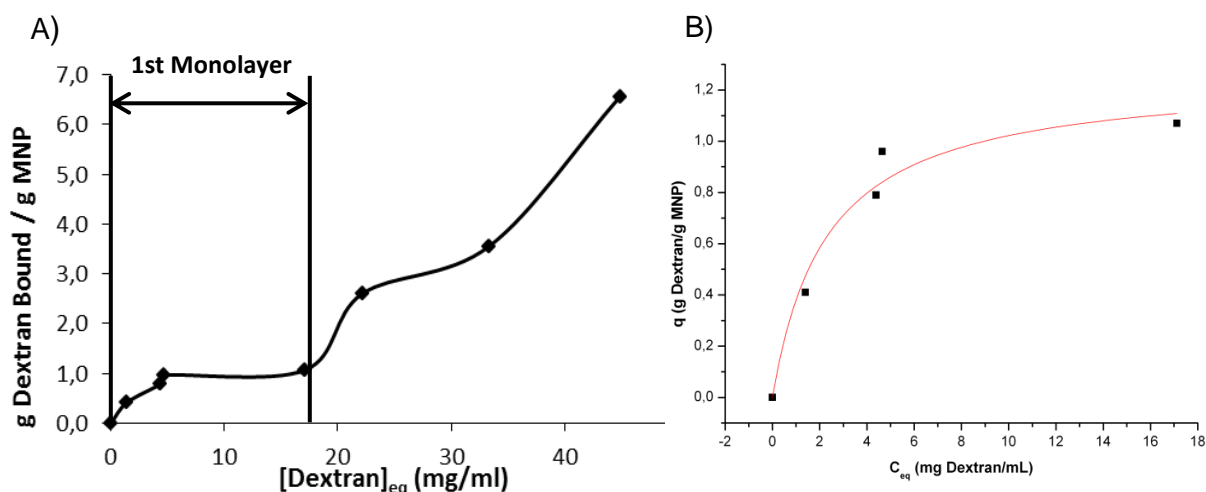 A)
1st Monolayer
g Dextran Bound / g MNP
7,0
6,0
5,0
4,0
3,0
2,0
1,0
0,0
0 10 20 30 40
[Dextran]eq (mg/ml)
B)
q (g Dextran/g MNP)
1,2
1,0
0,8
0,6
0,4
0,2
0,0
-2 0 2 4 6 8 10 12 14 16 18
Ceq (mg Dextran/mL)